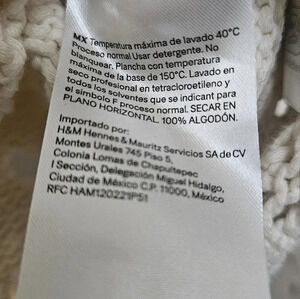 MX Temperatura máxima de lavado 40°C
Proceso normal Usar detergente. No
blanquear. Plancha con temperatura
máxima de la base de 150°C. Lavado en
seco profesional en tetracloroetileno y
todos los solventes que se indican para
el símbolo F proceso normal. SECAR EN
PLANO HORIZONTAL. 100% ALGODÓN.
Importado por:
H&M Hennes & Mauritz Servicios SA de CV
Montes Urales 745 Piso 5,
Colonia Lomas de Chapultepec
I Sección, Delegación Miguel Hidalgo,
Ciudad de México C.P. 11000, México
RFC HAM120221P51